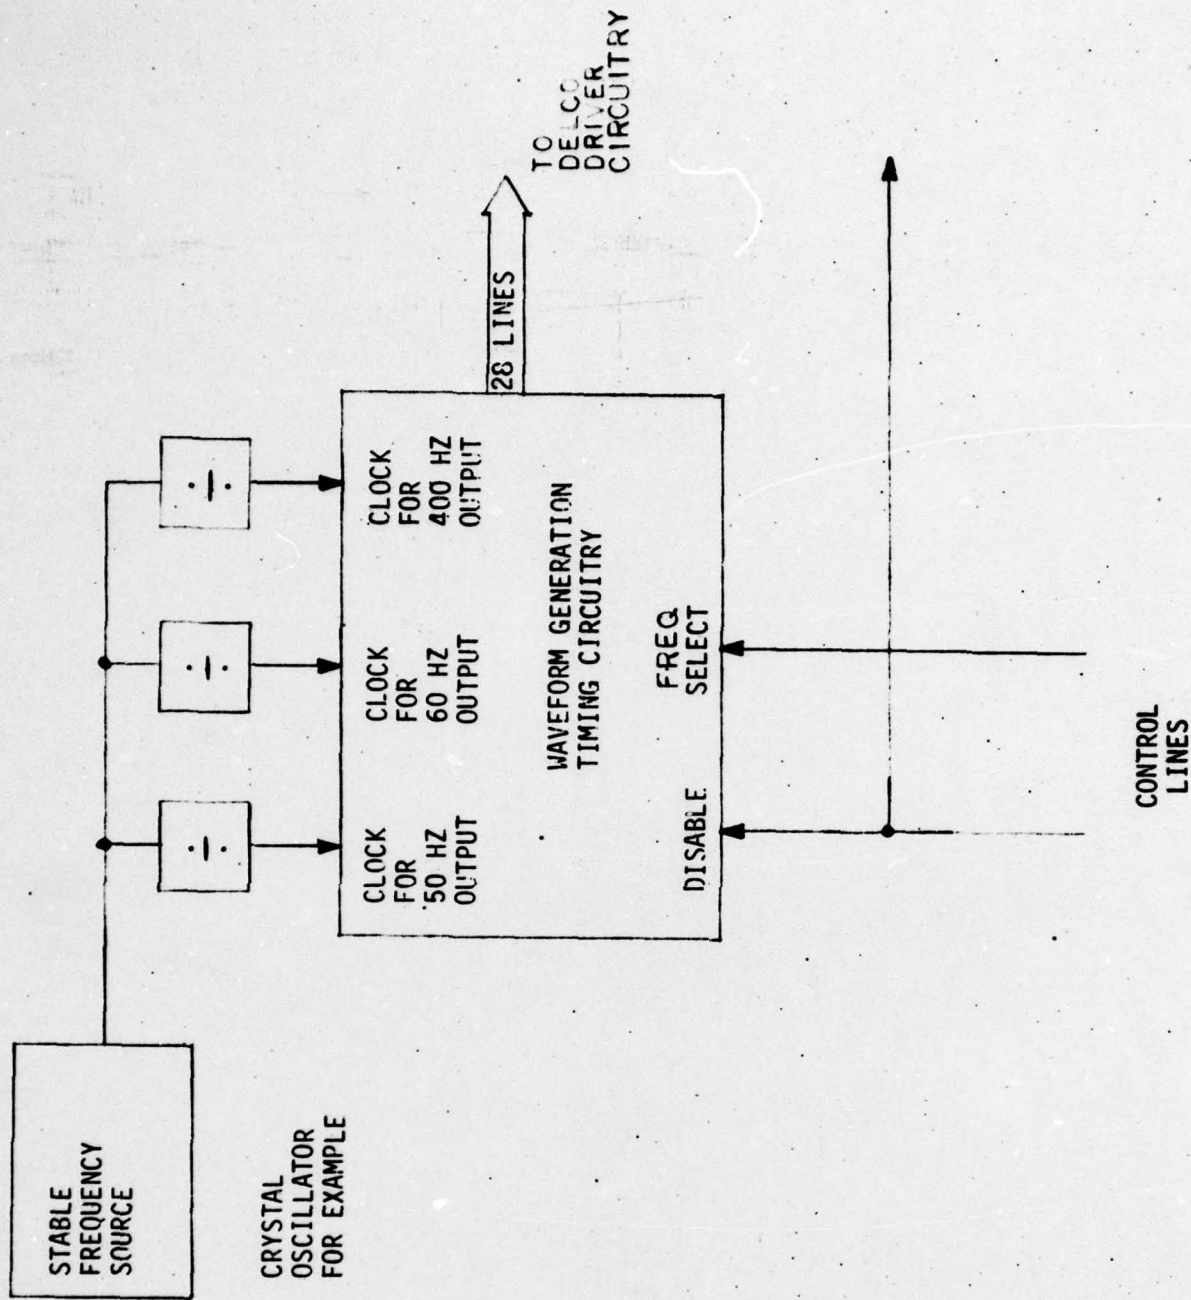 STABLE
FREQUENCY
SOURCE
CRYSTAL
OSCILLATOR
FOR EXAMPLE
÷
÷
÷
CLOCK
FOR
50 HZ
OUTPUT
CLOCK
FOR
60 HZ
OUTPUT
CLOCK
FOR
400 HZ
OUTPUT
WAVEFORM GENERATION
TIMING CIRCUITRY
DISABLE
FREQ
SELECT
28 LINES
TO
DELCO
DRIVER
CIRCUITRY
CONTROL
LINES